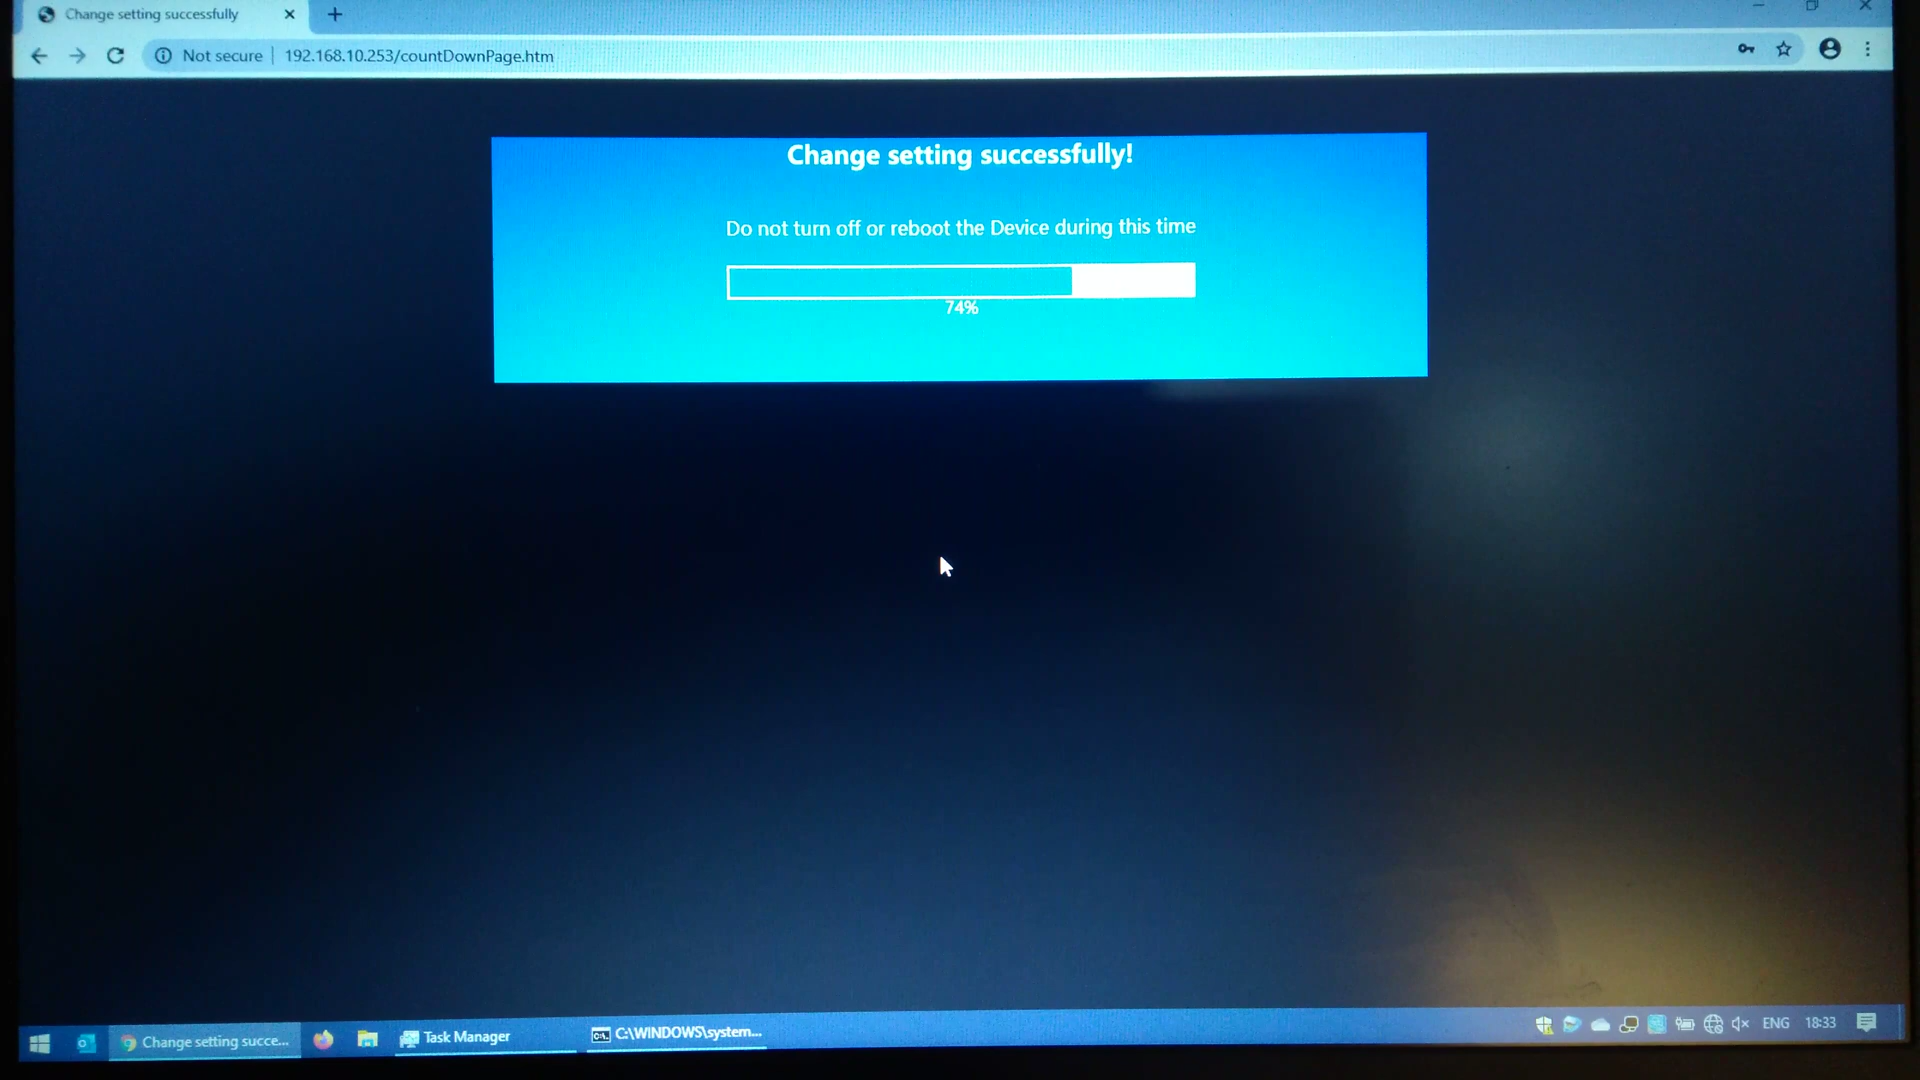 Change setting successfully
Not secure | 192.168.10.253/countDownPage.htm
Change setting successfully!
Do not turn off or reboot the Device during this time
74%
Change setting succe...
Task Manager
C:\WINDOWS\system...
ENG
18:33